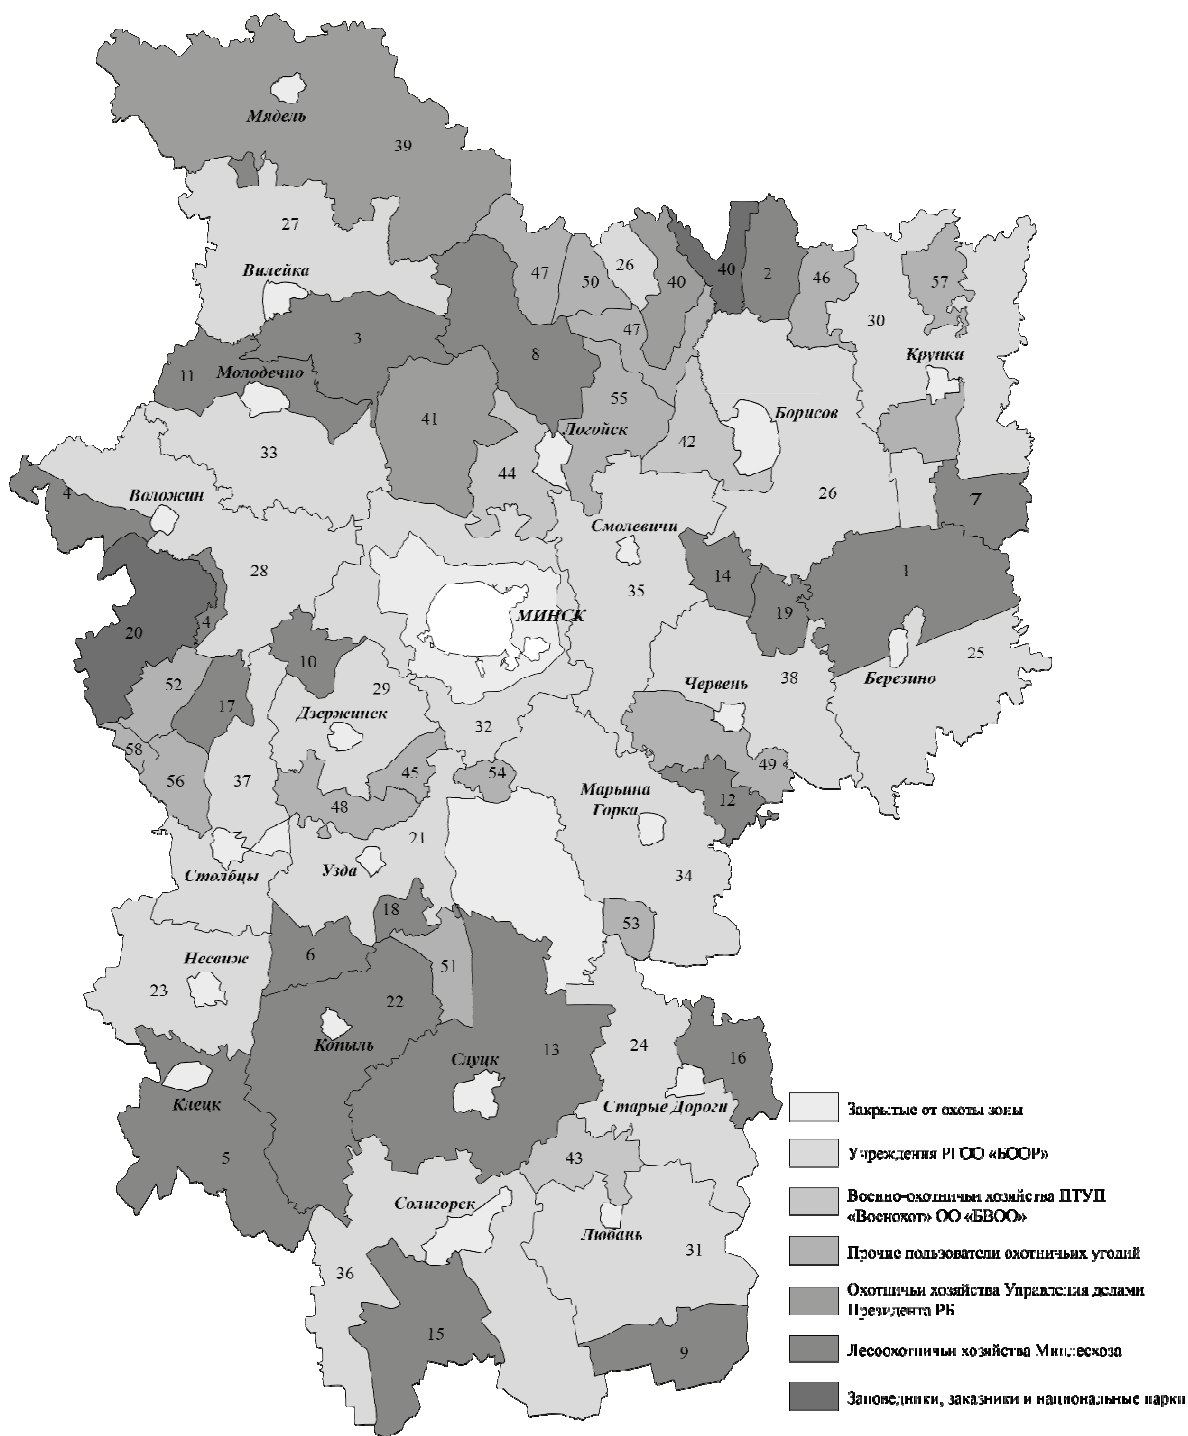 Мядель
39
27
Вилейка
47
50
26
40
40
2
46
57
30
47
3
8
Крупки
11
Молодечно
41
55
Борисов
Логойск
42
33
44
4
Воложин
26
7
Смолевичи
28
14
1
35
20
4
МИНСК
19
10
25
52
29
38
Березино
Червень
17
Дзержинск
32
58
56
37
45
54
49
48
Марьина
Горка
12
21
Столбцы
Узда
34
18
53
6
51
Несвиж
23
22
Копыль
13
24
Слуцк
16
Клецк
Старые Дороги
5
43
Солигорск
Любань
31
36
15
9
Закрытые от охоты зоны
Учреждения РГОО «БООР»
Военно-охотничьи хозяйства ПТУП
«Военохот» ОО «БВОО»
Прочие пользователи охотничьих угодий
Охотничьи хозяйства Управления делами
Президента РБ
Лесоохотничьи хозяйства Минлесхоза
Заповедники, заказники и национальные парки